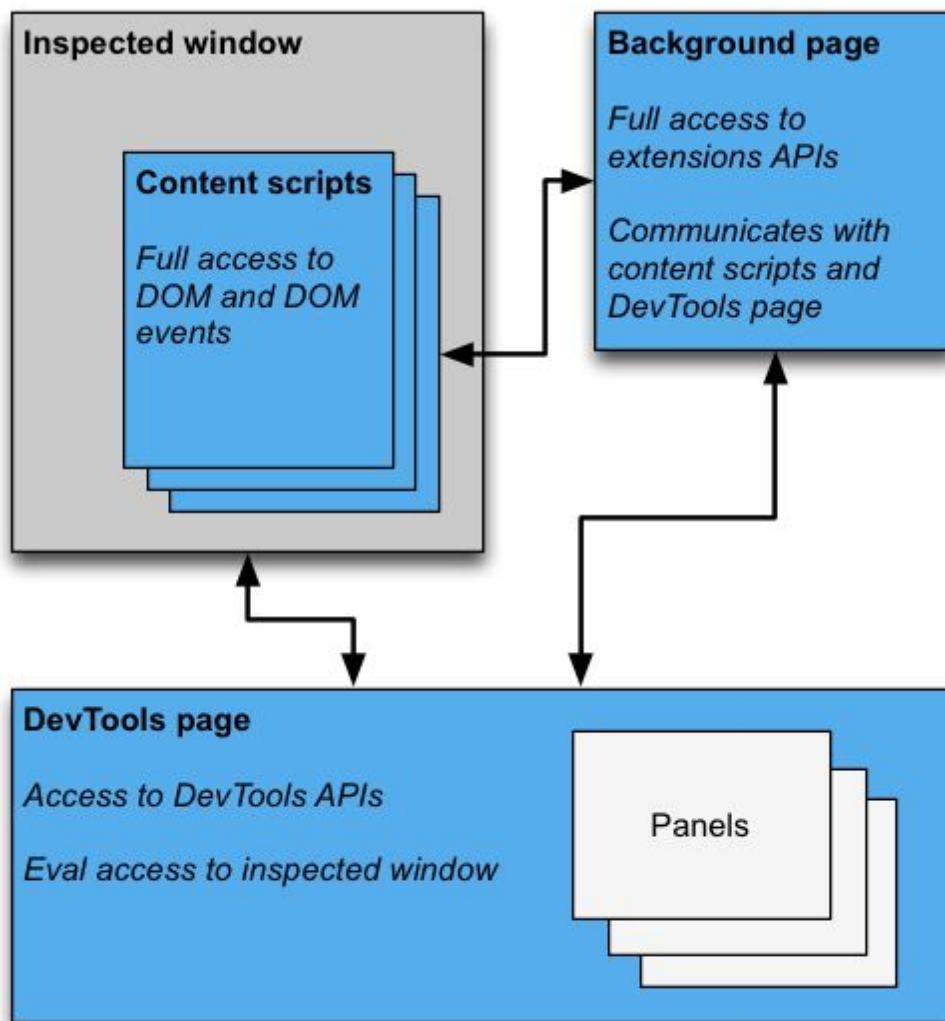 Inspected window
Content scripts
Full access to
DOM and DOM
events
Background page
Full access to
extensions APIs
Communicates with
content scripts and
DevTools page
DevTools page
Access to DevTools APIs
Eval access to inspected window
Panels